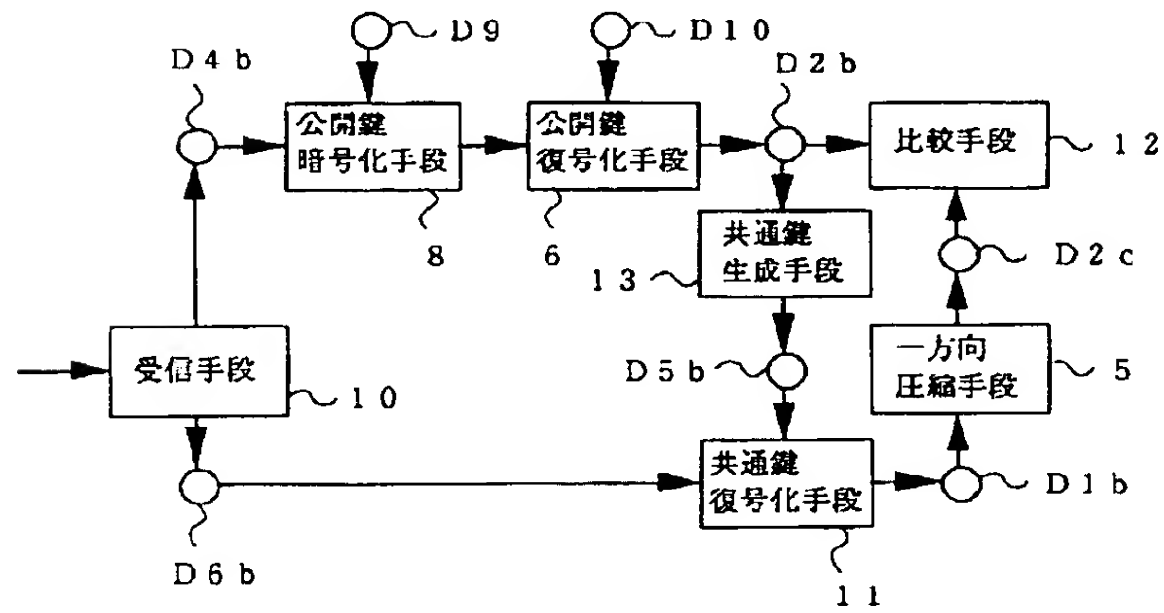 D9
D10
D4b
D2b
公開鍵
暗号化手段
公開鍵
復号化手段
比較手段
12
8
6
共通鍵
生成手段
13
D2c
受信手段
10
D5b
一方向
圧縮手段
5
共通鍵
復号化手段
D1b
D6b
11